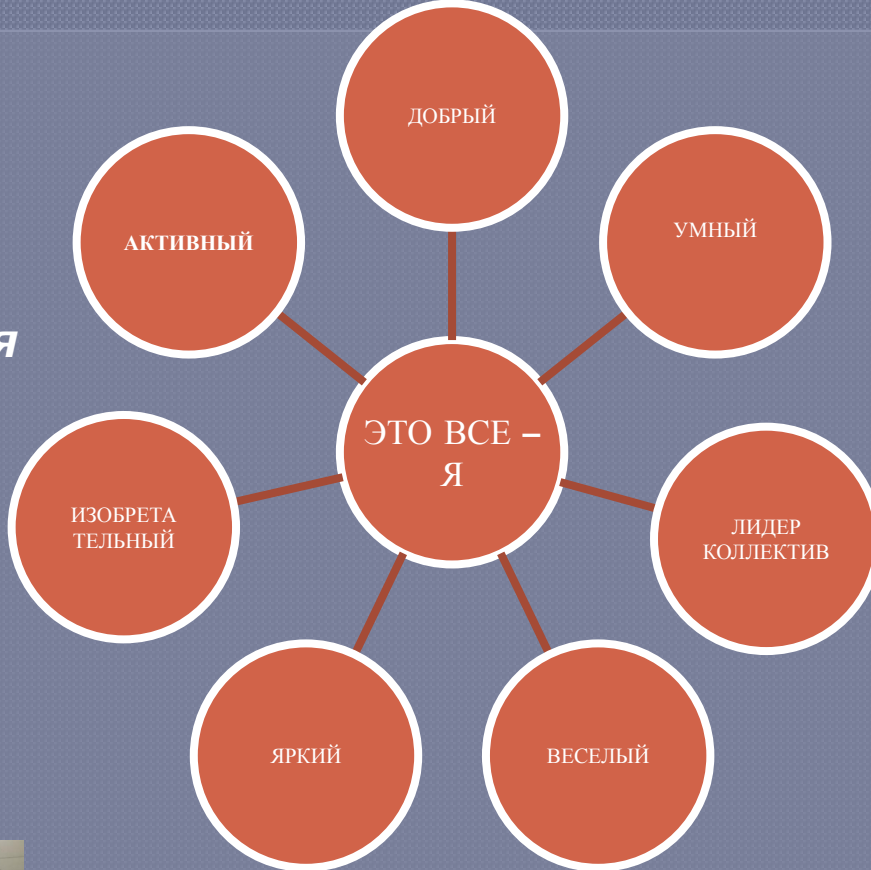 ДОБРЫЙ
УМНЫЙ
АКТИВНЫЙ
Я
ЭТО ВСЕ –
Я
ИЗОБРЕТА
ТЕЛЬНЫЙ
ЛИДЕР
КОЛЛЕКТИВ
ЯРКИЙ
ВЕСЕЛЫЙ